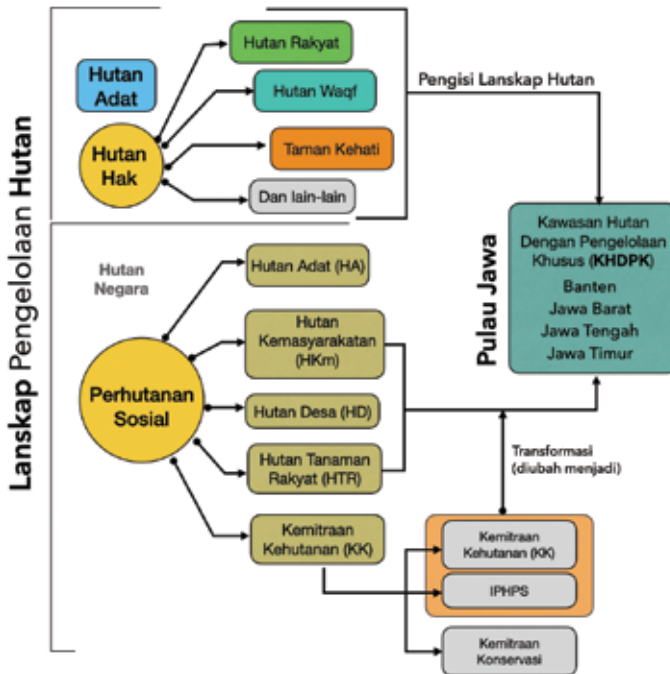 Lanskap Pengelolaan Hutan
Hutan
Adat
Hutan
Hak
Hutan Rakyat
Hutan Waqf
Taman Kehati
Dan lain-lain
Pengisi Lanskap Hutan
Hutan
Negara
Perhutanan
Sosial
Hutan Adat (HA)
Hutan
Kemasyarakatan
(HKm)
Hutan Desa (HD)
Hutan Tanaman
Rakyat (HTR)
Kemitraan
Kehutanan (KK)
Pulau Jawa
Kawasan Hutan
Dengan Pengelolaan
Khusus (KHDPK)
Banten
Jawa Barat
Jawa Tengah
Jawa Timur
Transformasi
(diubah menjadi)
Kemitraan
Kehutanan (KK)
IPHPS
Kemitraan
Konservasi